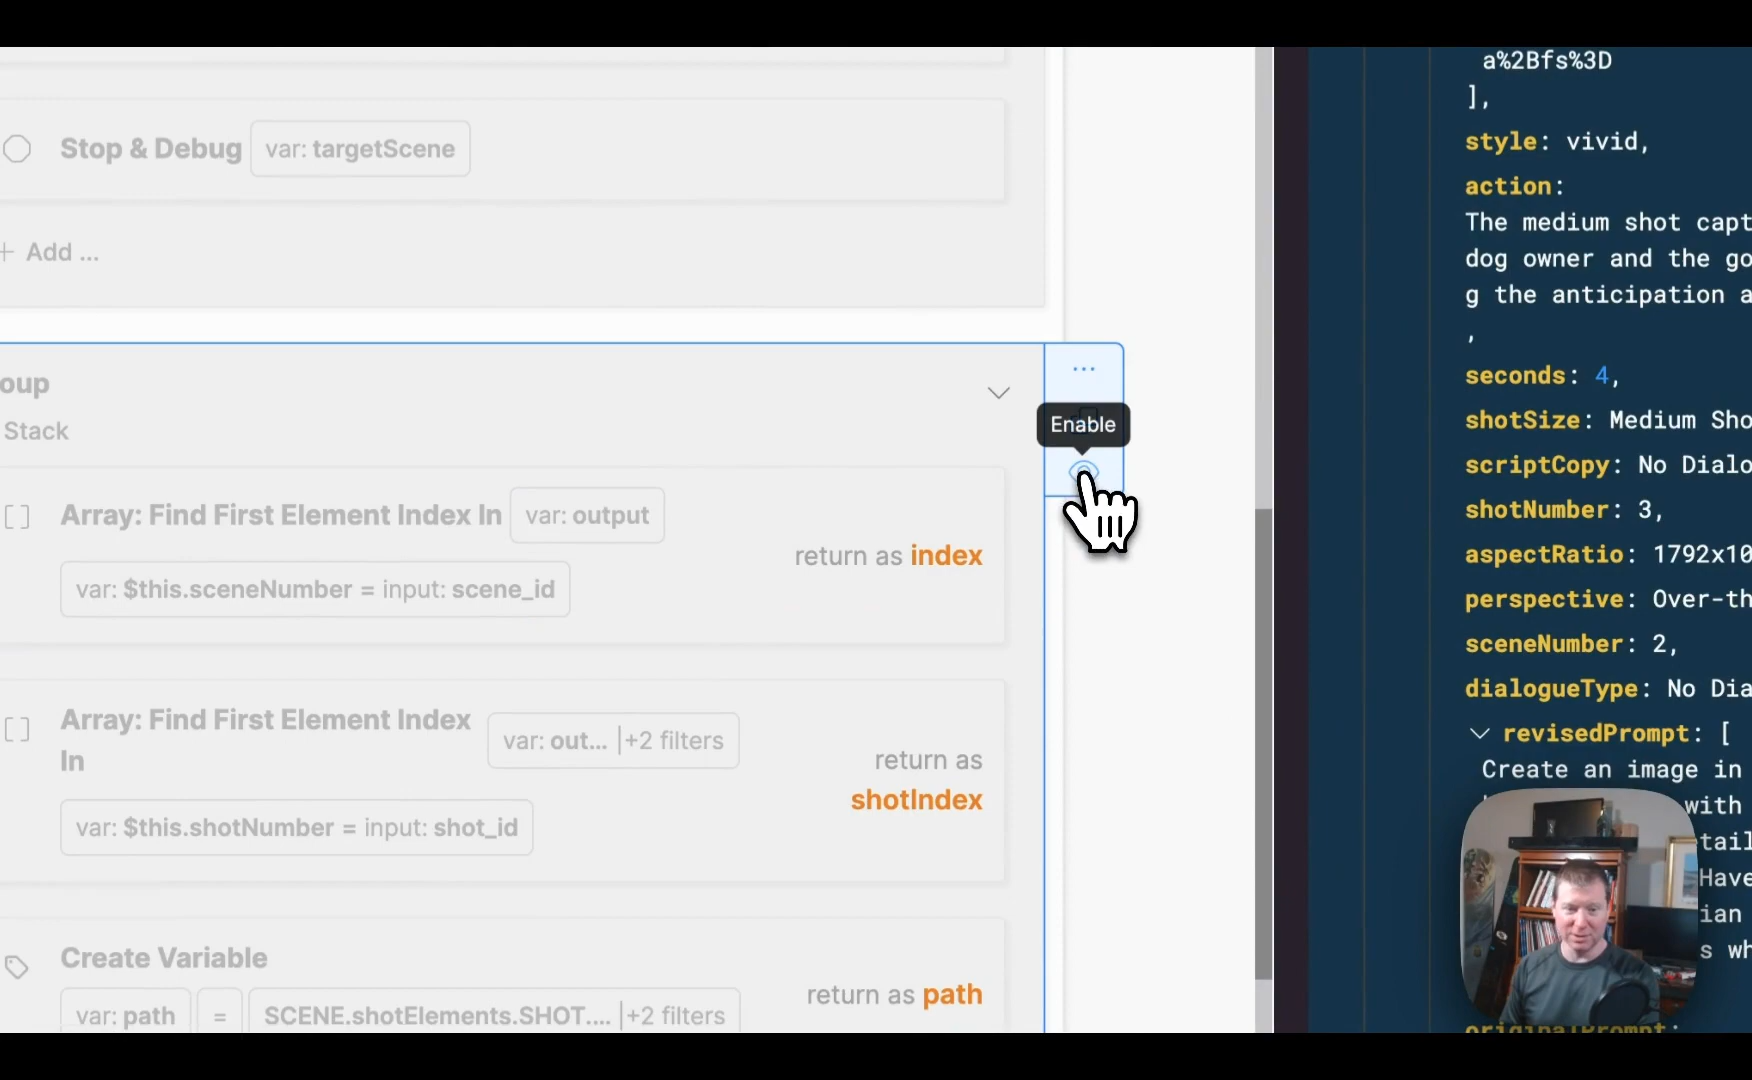 Stop & Debug var: targetScene
+ Add ...
oup
Stack
Enable
Array: Find First Element Index In var: output
return as index
var: $this.sceneNumber = input: scene_id
Array: Find First Element Index
In
var: out... |+2 filters
return as
shotIndex
var: $this.shotNumber = input: shot_id
Create Variable
var: path = SCENE.shotElements.SHOT.... |+2 filters
return as path
a%2Bfs%3D
],
style: vivid,
action:
The medium shot capt
dog owner and the go
g the anticipation a
,
seconds: 4,
shotSize: Medium Sho
scriptCopy: No Dialo
shotNumber: 3,
aspectRatio: 1792x10
perspective: Over-th
sceneNumber: 2,
dialogueType: No Dia
revisedPrompt: [
Create an image in
with
tail
Have
ian
s wh
originalPrompt: